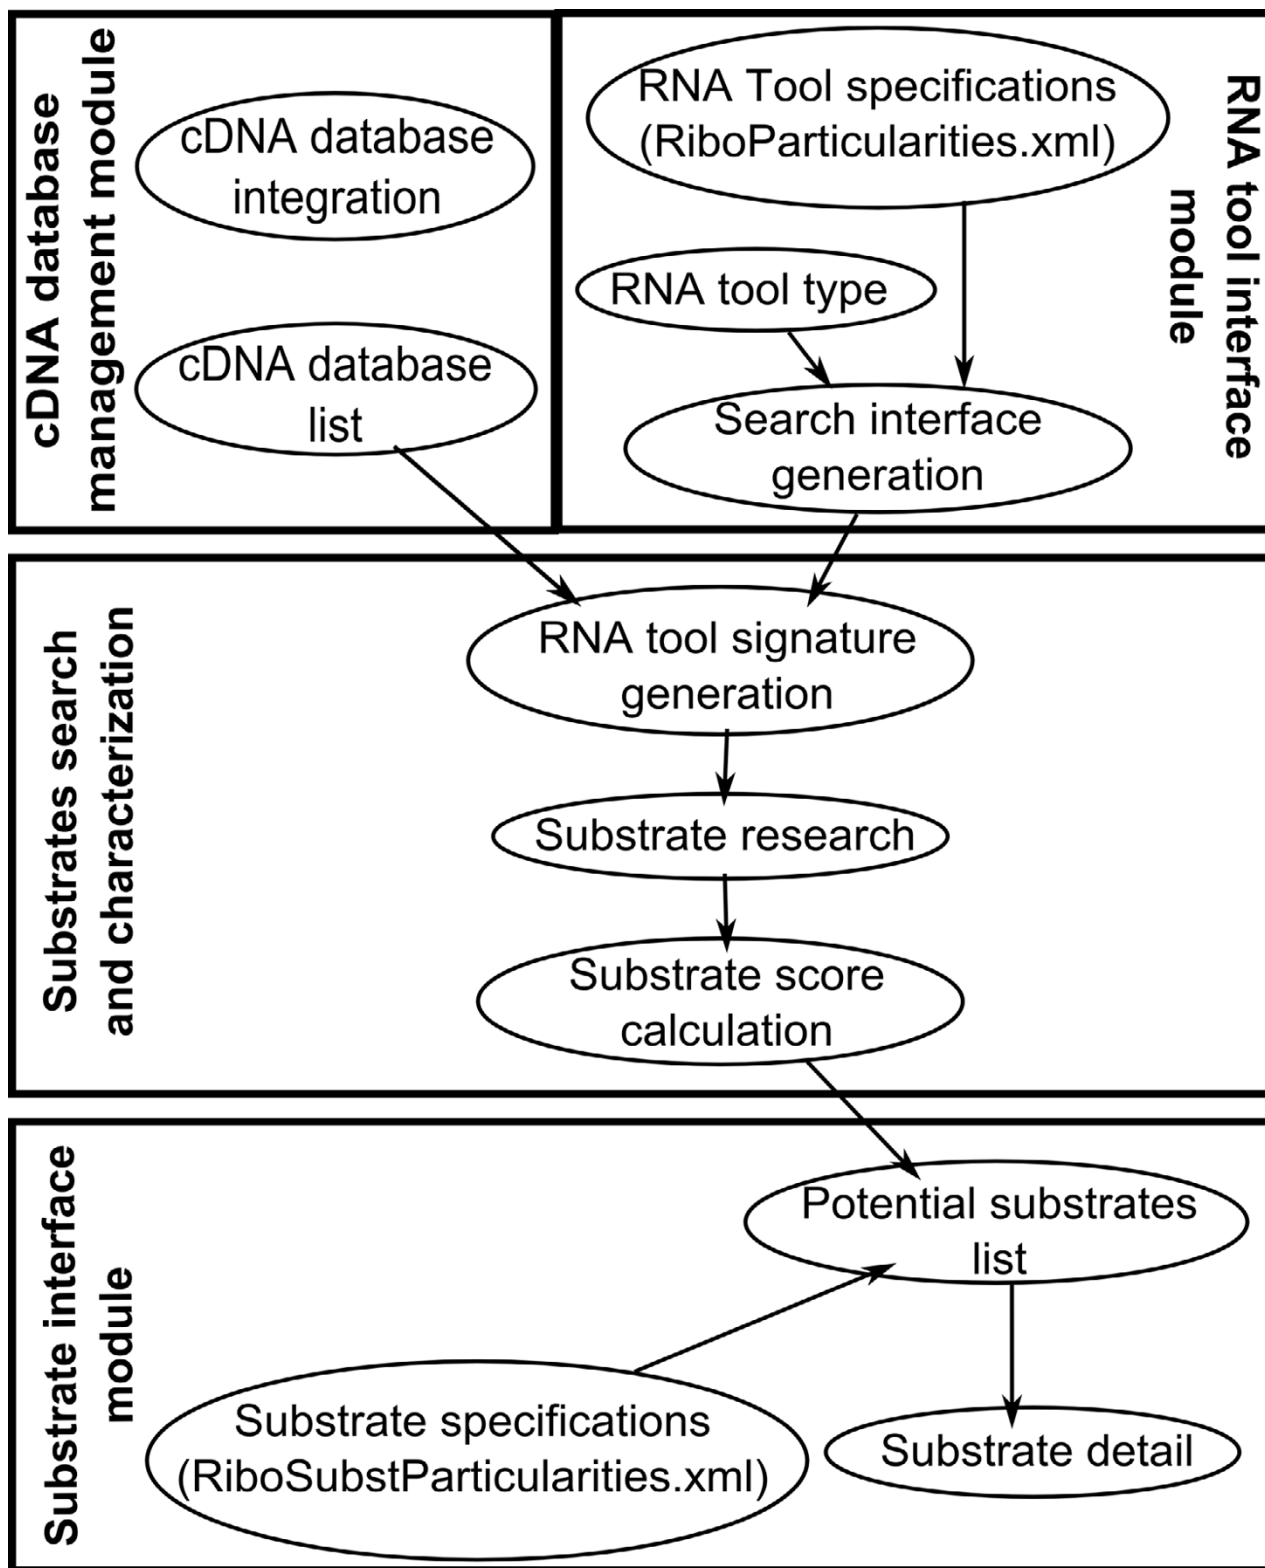 cDNA database
management module
cDNA database
integration
cDNA database
list
RNA tool interface
module
RNA Tool specifications
(RiboParticularities.xml)
RNA tool type
Search interface
generation
Substrates search
and characterization
RNA tool signature
generation
Substrate research
Substrate score
calculation
Substrate interface
module
Potential substrates
list
Substrate specifications
(RiboSubstParticularities.xml)
Substrate detail